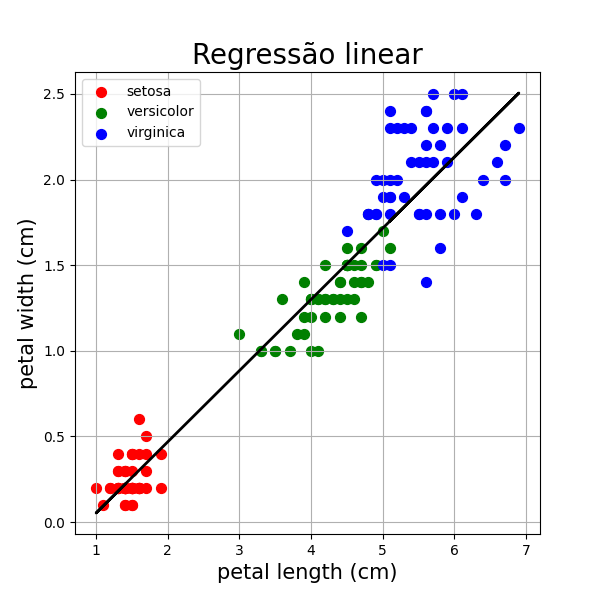 Regressão linear
setosa
versicolor
virginica
petal width (cm)
2.5
2.0
1.5
1.0
0.5
0.0
1 2 3 4 5 6 7
petal length (cm)